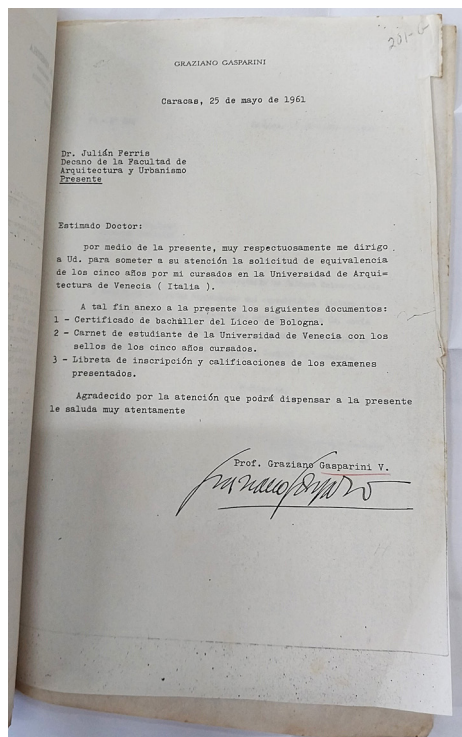 GRAZIANO GASPARINI
Caracas, 25 de mayo de 1961
Dr. Julián Ferris
Decano de la Facultad de
Arquitectura y Urbanismo
Presente
Estimado Doctor:
por medio de la presente, muy respectuosamente me dirigo
a Ud. para someter a su atención la solicitud de equivalencia
de los cinco años por mi cursados en la Universidad de Arqui=
tectura de Venecia ( Italia ).
A tal fin anexo a la presente los siguientes documentos:
1 - Certificado de bachiller del Liceo de Bologna.
2 - Carnet de estudiante de la Universidad de Venecia con los
sellos de los cinco años cursados.
3 - Libreta de inscripción y calificaciones de los examenes
presentados.
Agradecido por la atención que podrá dispensar a la presente
le saluda muy atentamente
Prof. Graziano Gasparini V.